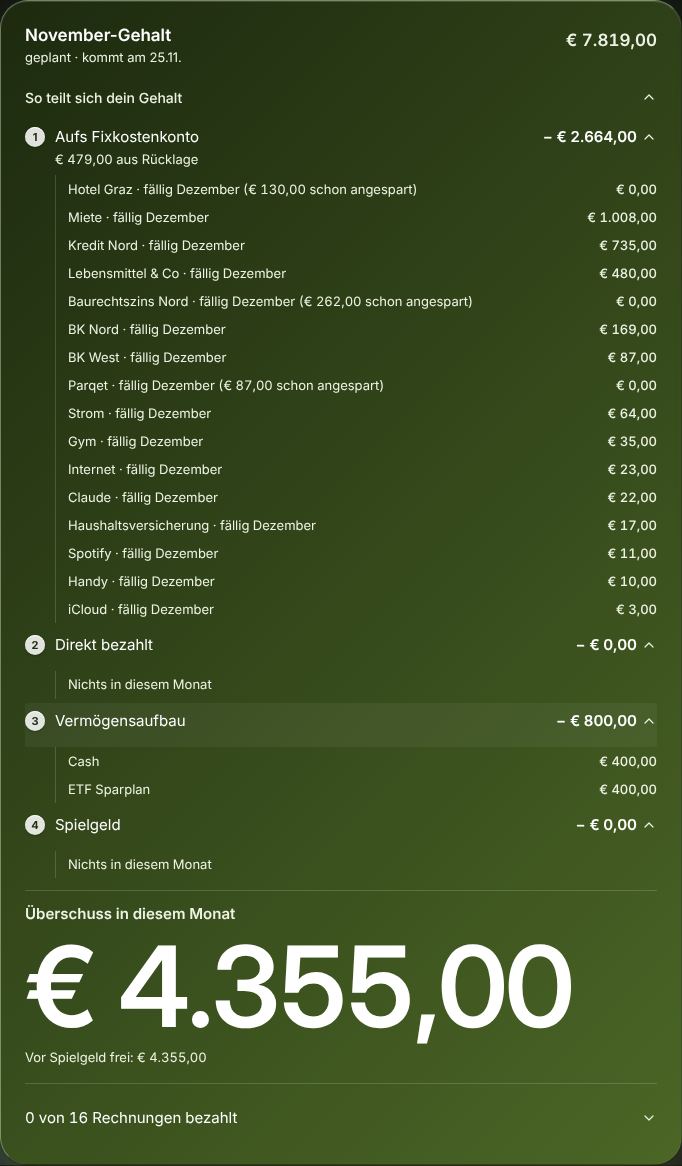 November-Gehalt € 7.819,00
geplant · kommt am 25.11.
So teilt sich dein Gehalt
1 Aufs Fixkostenkonto – € 2.664,00
€ 479,00 aus Rücklage
Hotel Graz · fällig Dezember (€ 130,00 schon angespart) € 0,00
Miete · fällig Dezember € 1.008,00
Kredit Nord · fällig Dezember € 735,00
Lebensmittel & Co · fällig Dezember € 480,00
Baurechtszins Nord · fällig Dezember (€ 262,00 schon angespart) € 0,00
BK Nord · fällig Dezember € 169,00
BK West · fällig Dezember € 87,00
Parqet · fällig Dezember (€ 87,00 schon angespart) € 0,00
Strom · fällig Dezember € 64,00
Gym · fällig Dezember € 35,00
Internet · fällig Dezember € 23,00
Claude · fällig Dezember € 22,00
Haushaltsversicherung · fällig Dezember € 17,00
Spotify · fällig Dezember € 11,00
Handy · fällig Dezember € 10,00
iCloud · fällig Dezember € 3,00
2 Direkt bezahlt – € 0,00
Nichts in diesem Monat
3 Vermögensaufbau – € 800,00
Cash € 400,00
ETF Sparplan € 400,00
4 Spielgeld – € 0,00
Nichts in diesem Monat
Überschuss in diesem Monat
€ 4.355,00
Vor Spielgeld frei: € 4.355,00
0 von 16 Rechnungen bezahlt